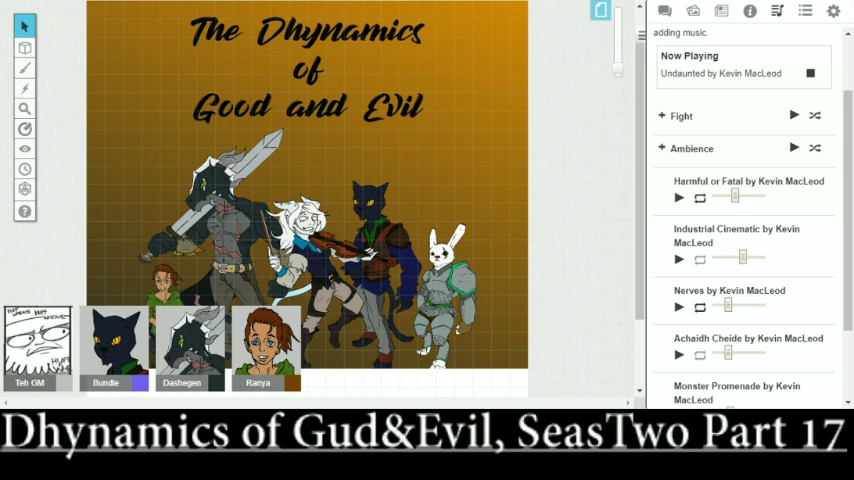 The Dhynamics
of
Good and Evil
Teh GM
Bundle
Dashegen
Ranya
adding music.
Now Playing
Undaunted by Kevin MacLeod
Fight
Ambience
Harmful or Fatal by Kevin MacLeod
Industrial Cinematic by Kevin
MacLeod
Nerves by Kevin MacLeod
Achaidh Cheide by Kevin MacLeod
Monster Promenade by Kevin
MacLeod
Dhynamics of Gud&Evil, SeasTwo Part 17